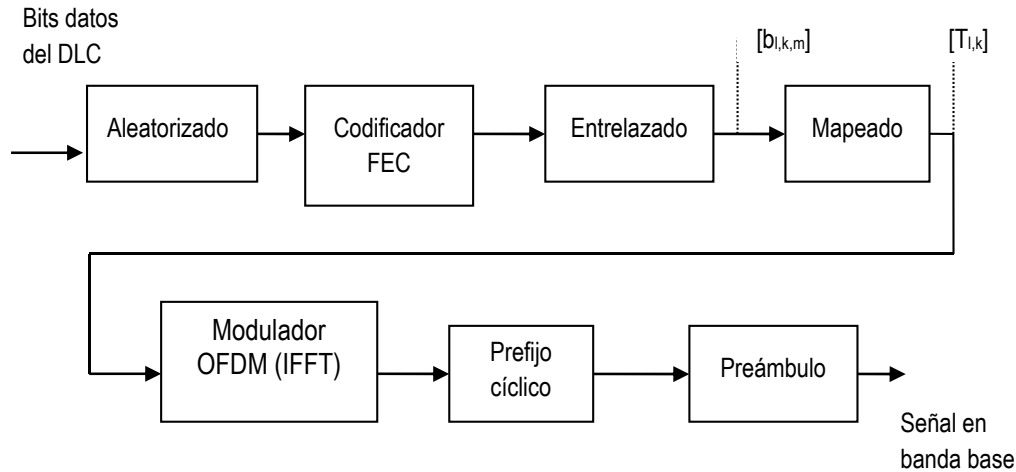 Bits datos
del DLC
[bl,k,m]
[Tl,k]
Aleatorizado
Codificador
FEC
Entrelazado
Mapeado
Modulador
OFDM (IFFT)
Prefijo
cíclico
Preámbulo
Señal en
banda base